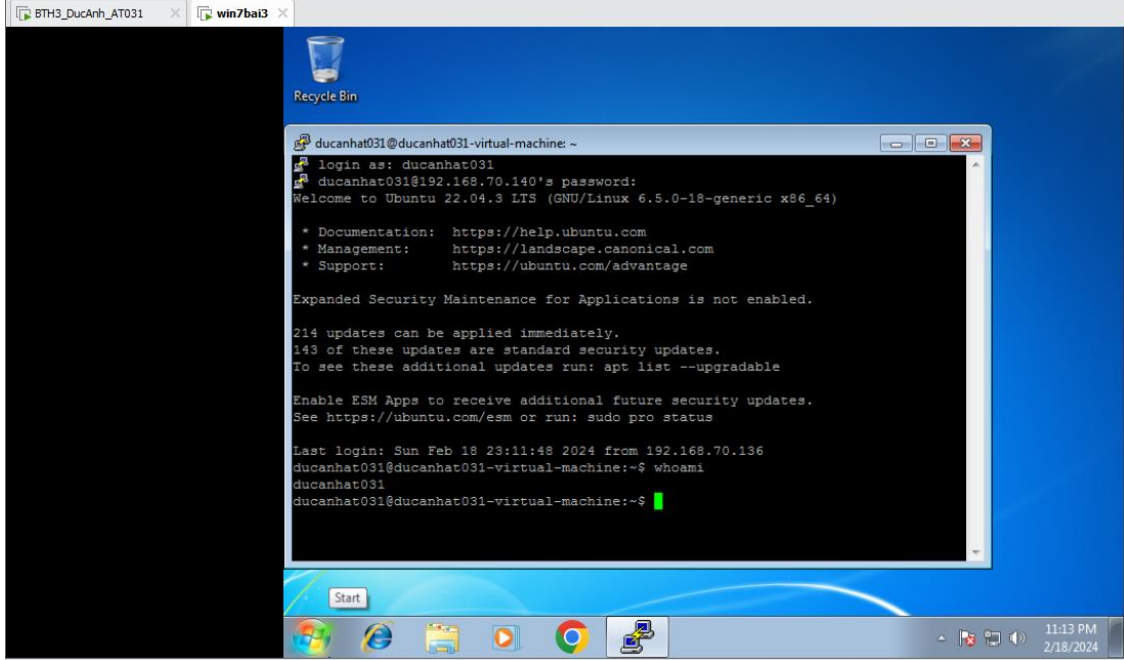 BTH3_DucAnh_AT031
win7bai3
Recycle Bin
ducanhat031@ducanhat031-virtual-machine: ~
login as: ducanhat031
ducanhat031@192.168.70.140's password:
Welcome to Ubuntu 22.04.3 LTS (GNU/Linux 6.5.0-18-generic x86_64)
* Documentation: https://help.ubuntu.com
* Management: https://landscape.canonical.com
* Support: https://ubuntu.com/advantage
Expanded Security Maintenance for Applications is not enabled.
214 updates can be applied immediately.
143 of these updates are standard security updates.
To see these additional updates run: apt list --upgradable
Enable ESM Apps to receive additional future security updates.
See https://ubuntu.com/esm or run: sudo pro status
Last login: Sun Feb 18 23:11:48 2024 from 192.168.70.136
ducanhat031@ducanhat031-virtual-machine:~$ whoami
ducanhat031
ducanhat031@ducanhat031-virtual-machine:~$
Start
11:13 PM
2/18/2024